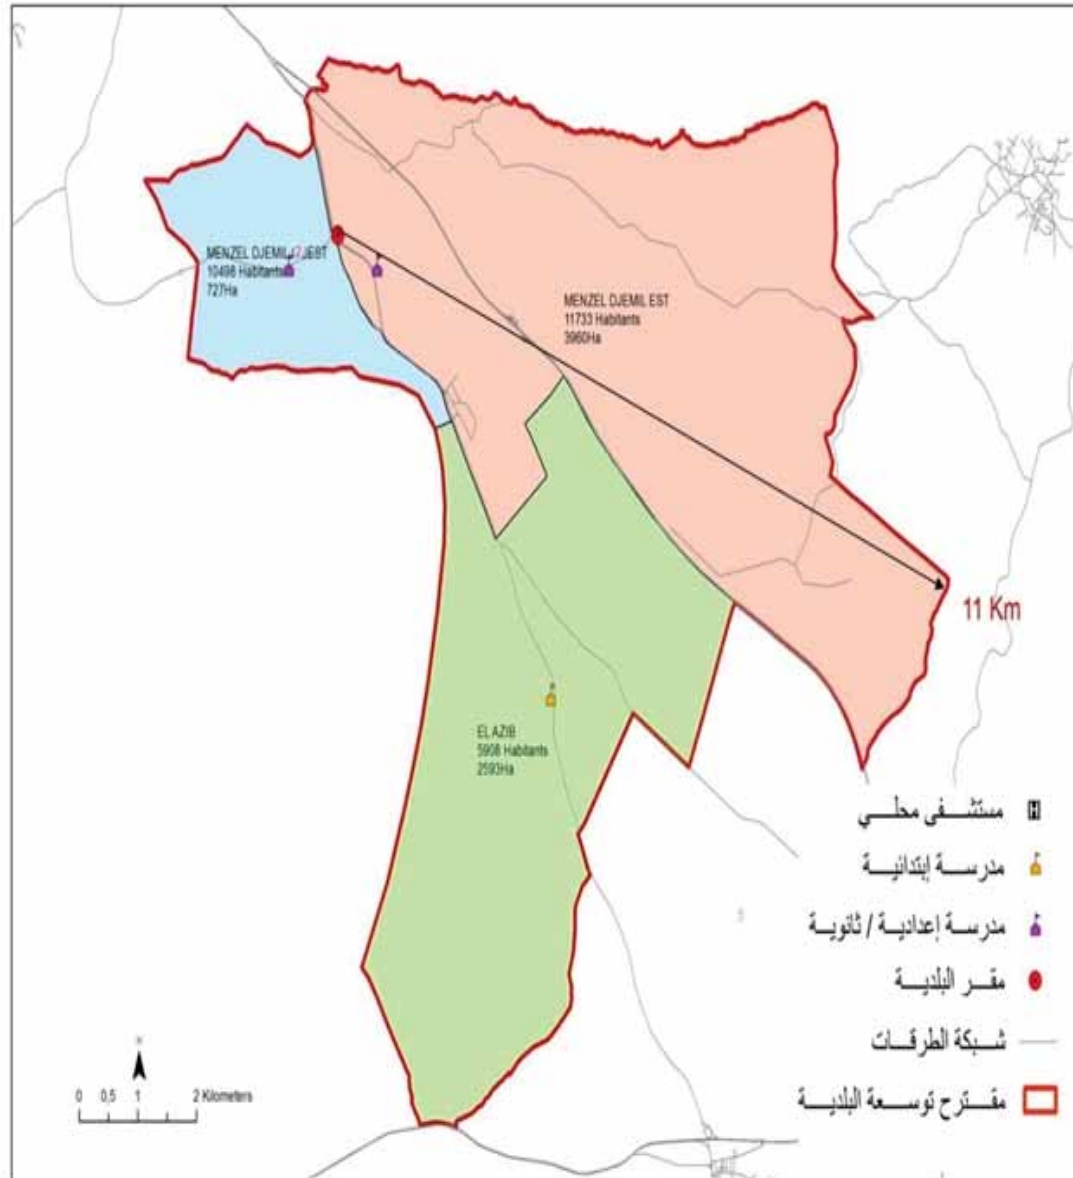 MENZEL DJEMIL
10498 Habitants
727Ha
MENZEL DJEMIL EST
11733 Habitants
3960Ha
11 Km
EL AZIB
5908 Habitants
2593Ha
مستشفى محلي
مدرسة إبتدائية
مدرسة إعدادية / ثانوية
مقر البلدية
شبكة الطرقات
مقترح توسعة البلدية
0 0,5 1 2 Kilometers